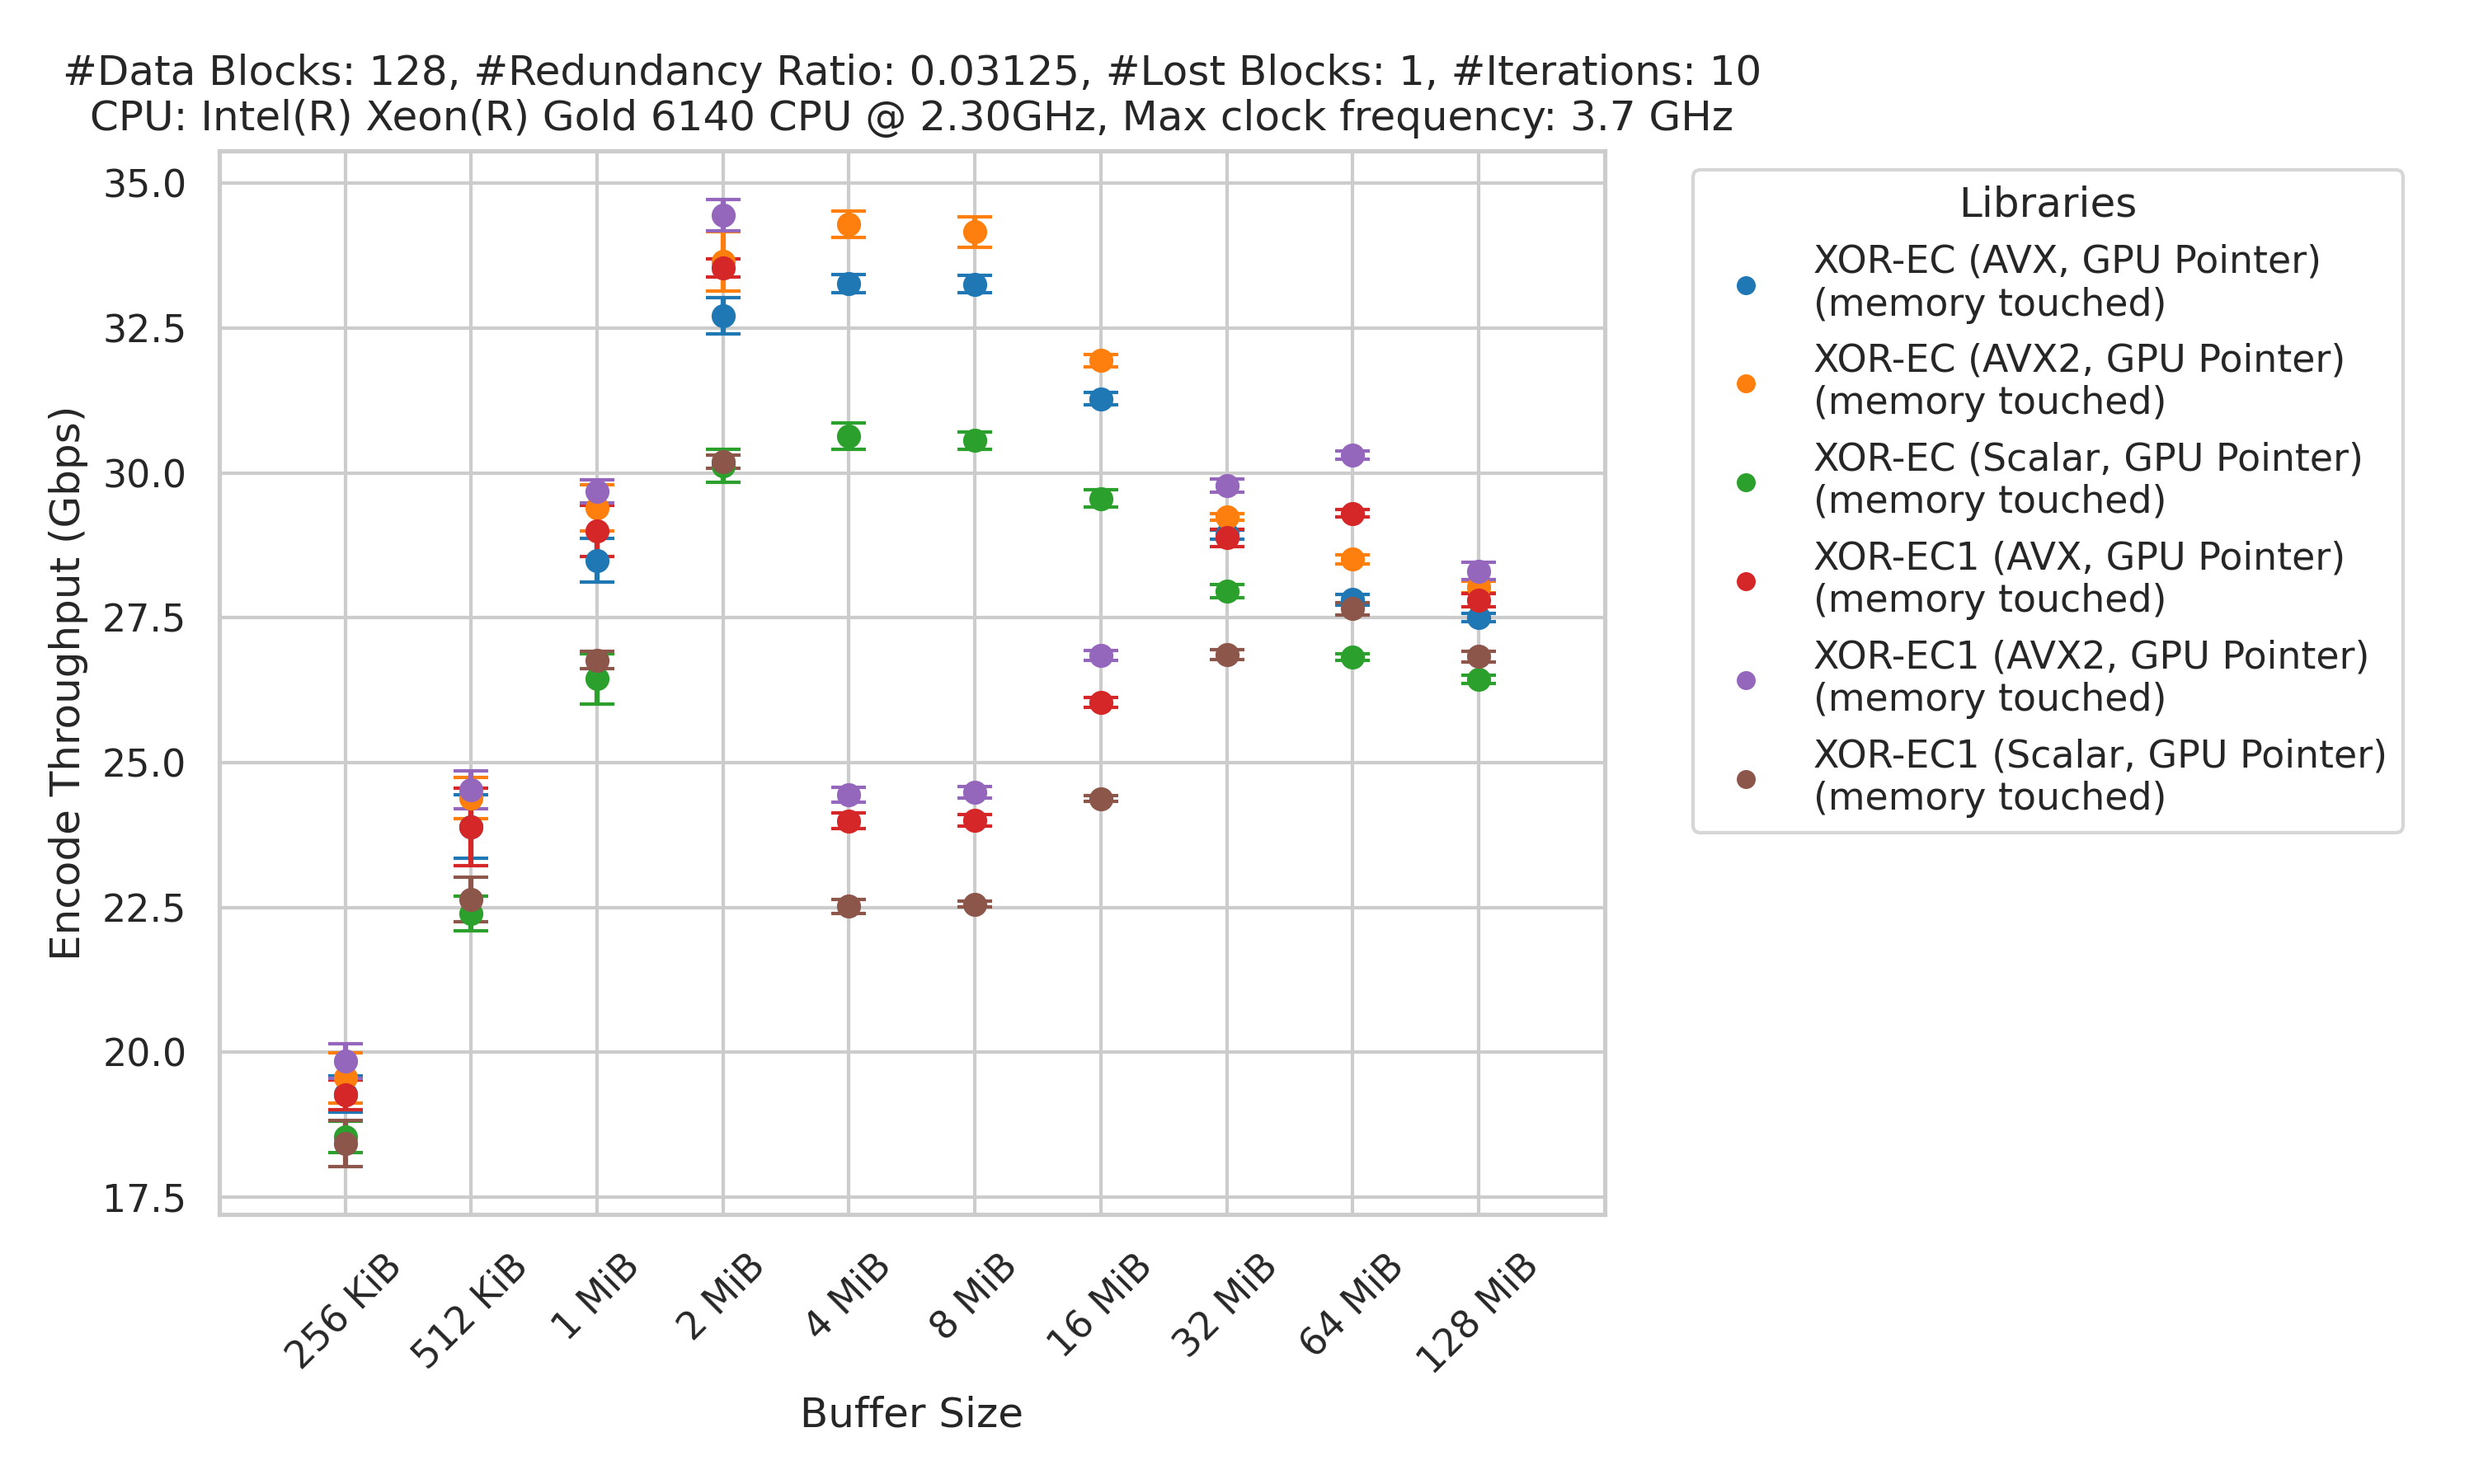 #Data Blocks: 128, #Redundancy Ratio: 0.03125, #Lost Blocks: 1, #Iterations: 10
CPU: Intel(R) Xeon(R) Gold 6140 CPU @ 2.30GHz, Max clock frequency: 3.7 GHz
Encode Throughput (Gbps)
35.0
32.5
30.0
27.5
25.0
22.5
20.0
17.5
256 KiB
512 KiB
1 MiB
2 MiB
4 MiB
8 MiB
16 MiB
32 MiB
64 MiB
128 MiB
Buffer Size
Libraries
XOR-EC (AVX, GPU Pointer)
(memory touched)
XOR-EC (AVX2, GPU Pointer)
(memory touched)
XOR-EC (Scalar, GPU Pointer)
(memory touched)
XOR-EC1 (AVX, GPU Pointer)
(memory touched)
XOR-EC1 (AVX2, GPU Pointer)
(memory touched)
XOR-EC1 (Scalar, GPU Pointer)
(memory touched)